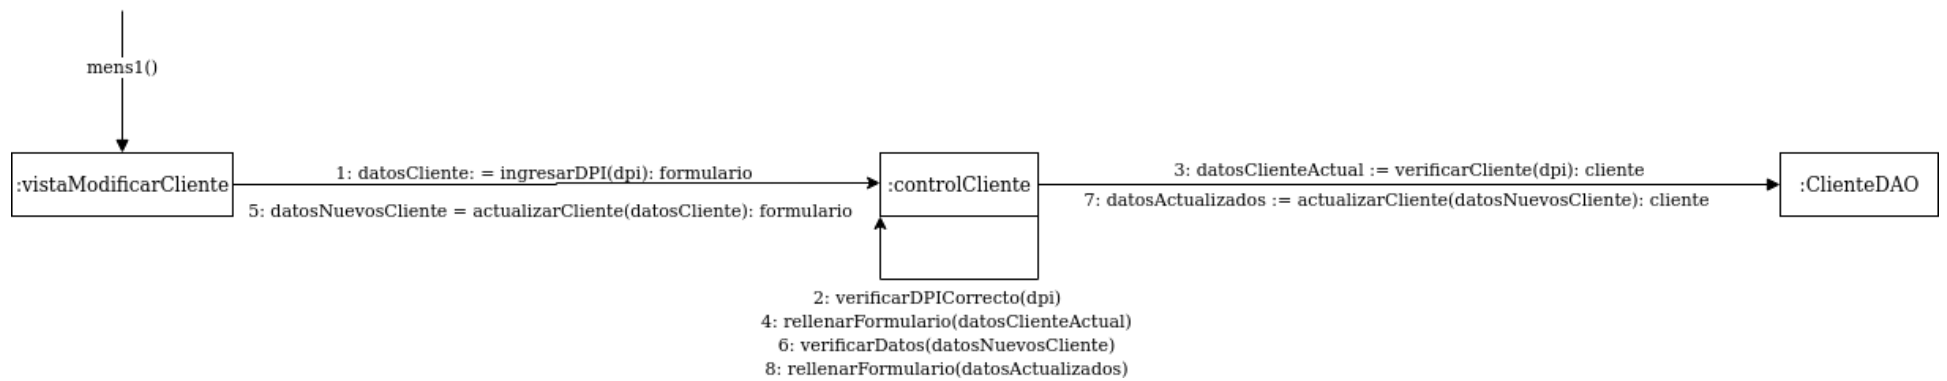 mens1()
:vistaModificarCliente
1: datosCliente: = ingresarDPI(dpi): formulario
5: datosNuevosCliente = actualizarCliente(datosCliente): formulario
:controlCliente
3: datosClienteActual := verificarCliente(dpi): cliente
7: datosActualizados := actualizarCliente(datosNuevosCliente): cliente
:ClienteDAO
2: verificarDPICorrecto(dpi)
4: rellenarFormulario(datosClienteActual)
6: verificarDatos(datosNuevosCliente)
8: rellenarFormulario(datosActualizados)